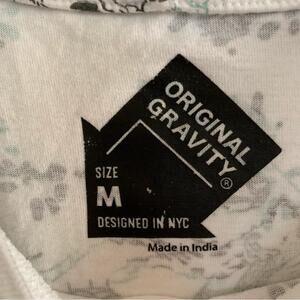 ORIGINAL
GRAVITY®
SIZE
M
DESIGNED IN NYC
Made in India